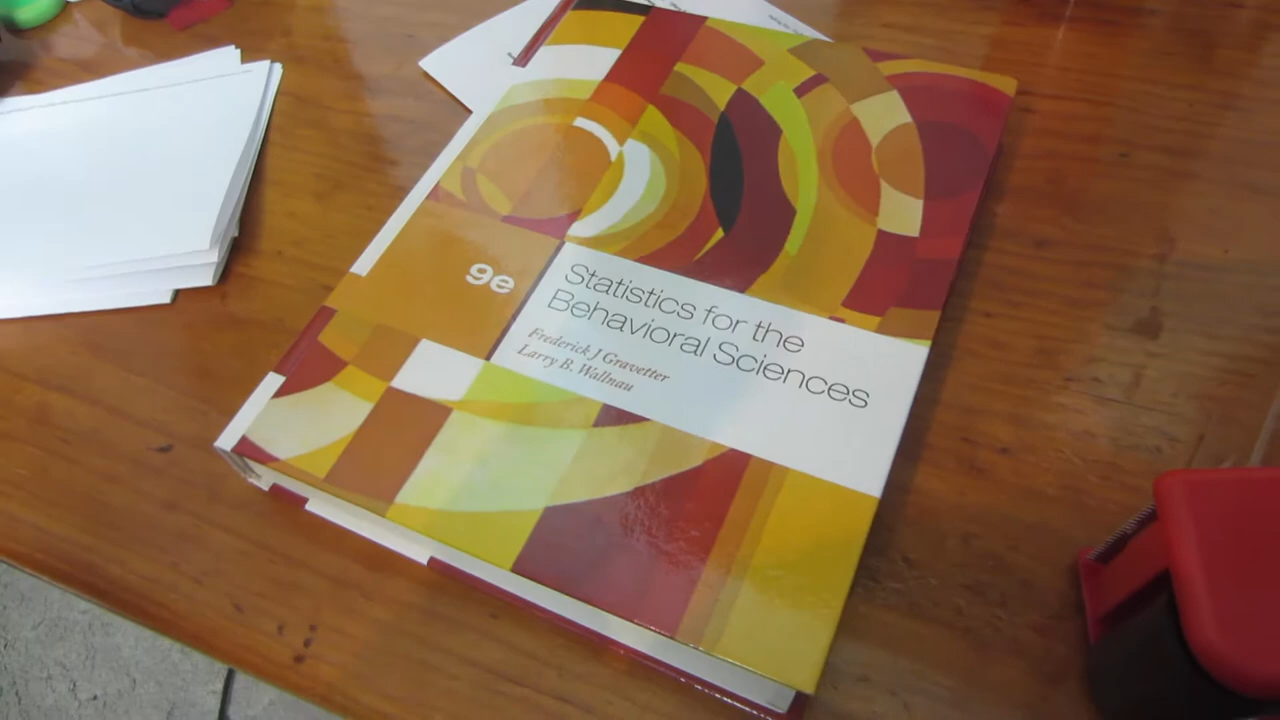 9e
Statistics for the
Behavioral Sciences
Frederick J Gravetter
Larry B. Wallnau